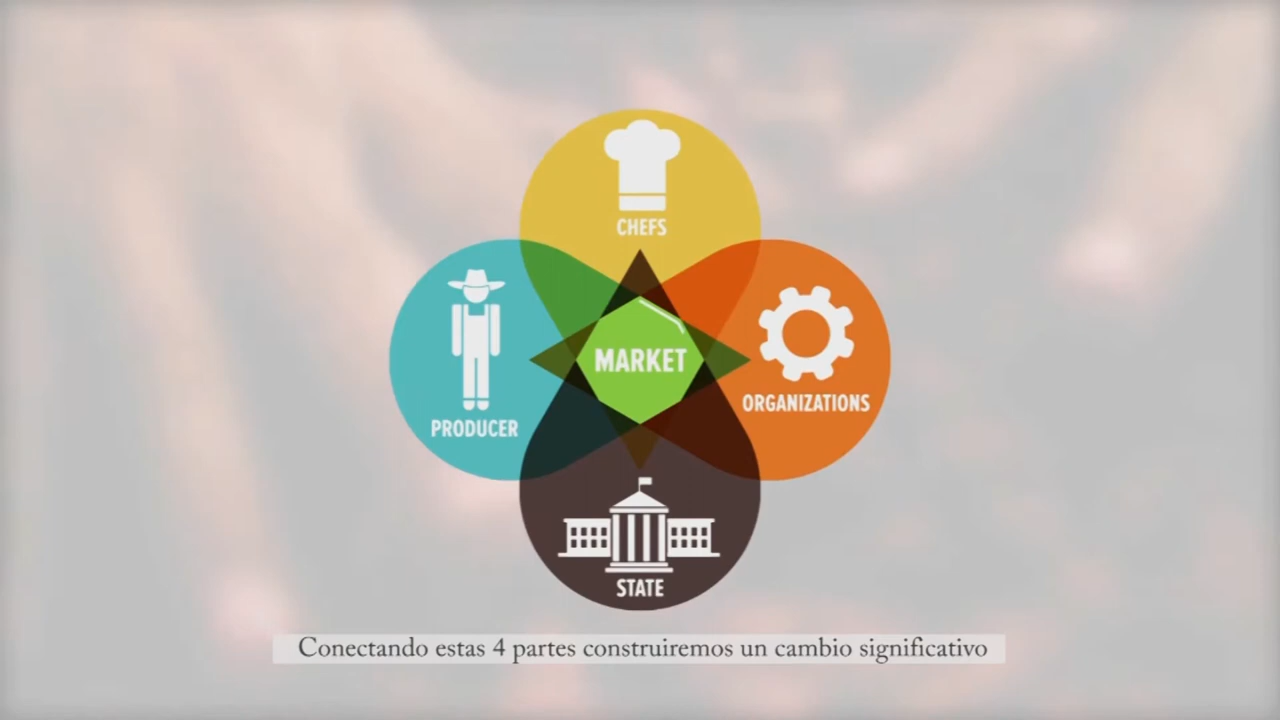 CHEFS
MARKET
PRODUCER
ORGANIZATIONS
STATE
Conectando estas 4 partes construiremos un cambio significativo